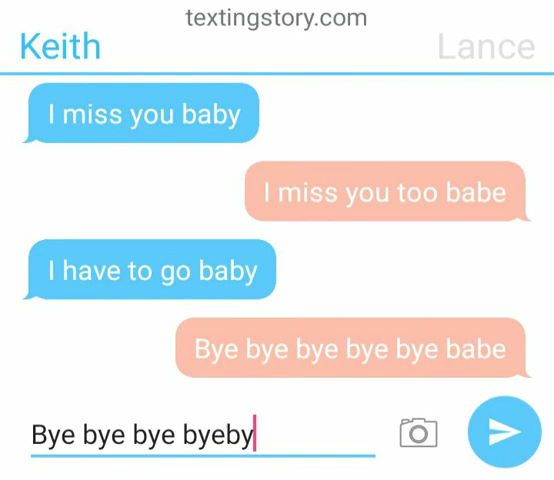 textingstory.com
Keith
Lance
I miss you baby
I miss you too babe
I have to go baby
Bye bye bye bye bye babe
Bye bye bye byeby